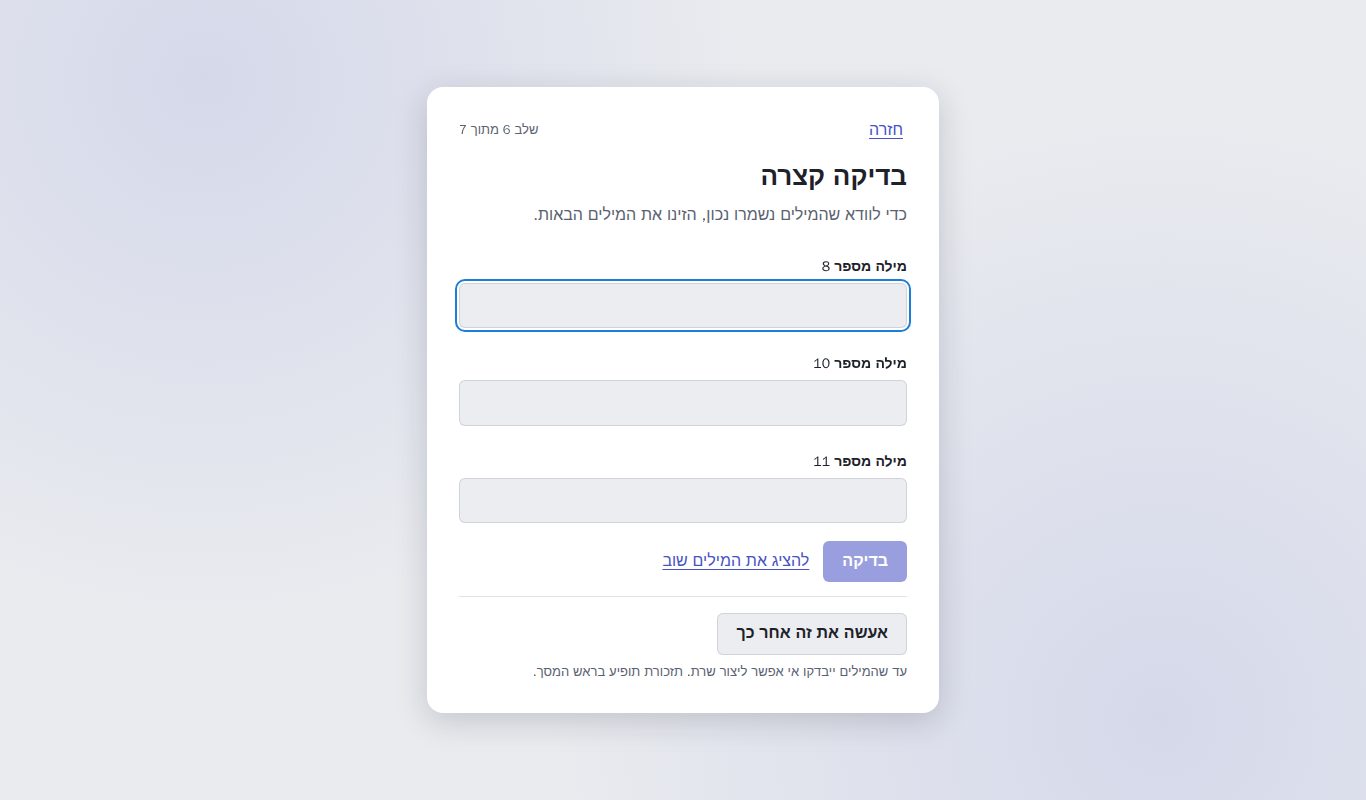 חזרה
שלב 6 מתוך 7
בדיקה קצרה
כדי לוודא שהמילים נשמרו נכון, הזינו את המילים הבאות.
מילה מספר 8
מילה מספר 10
מילה מספר 11
בדיקה
להציג את המילים שוב
אעשה את זה אחר כך
עד שהמילים ייבדקו אי אפשר ליצור שרת. תזכורת תופיע בראש המסך.